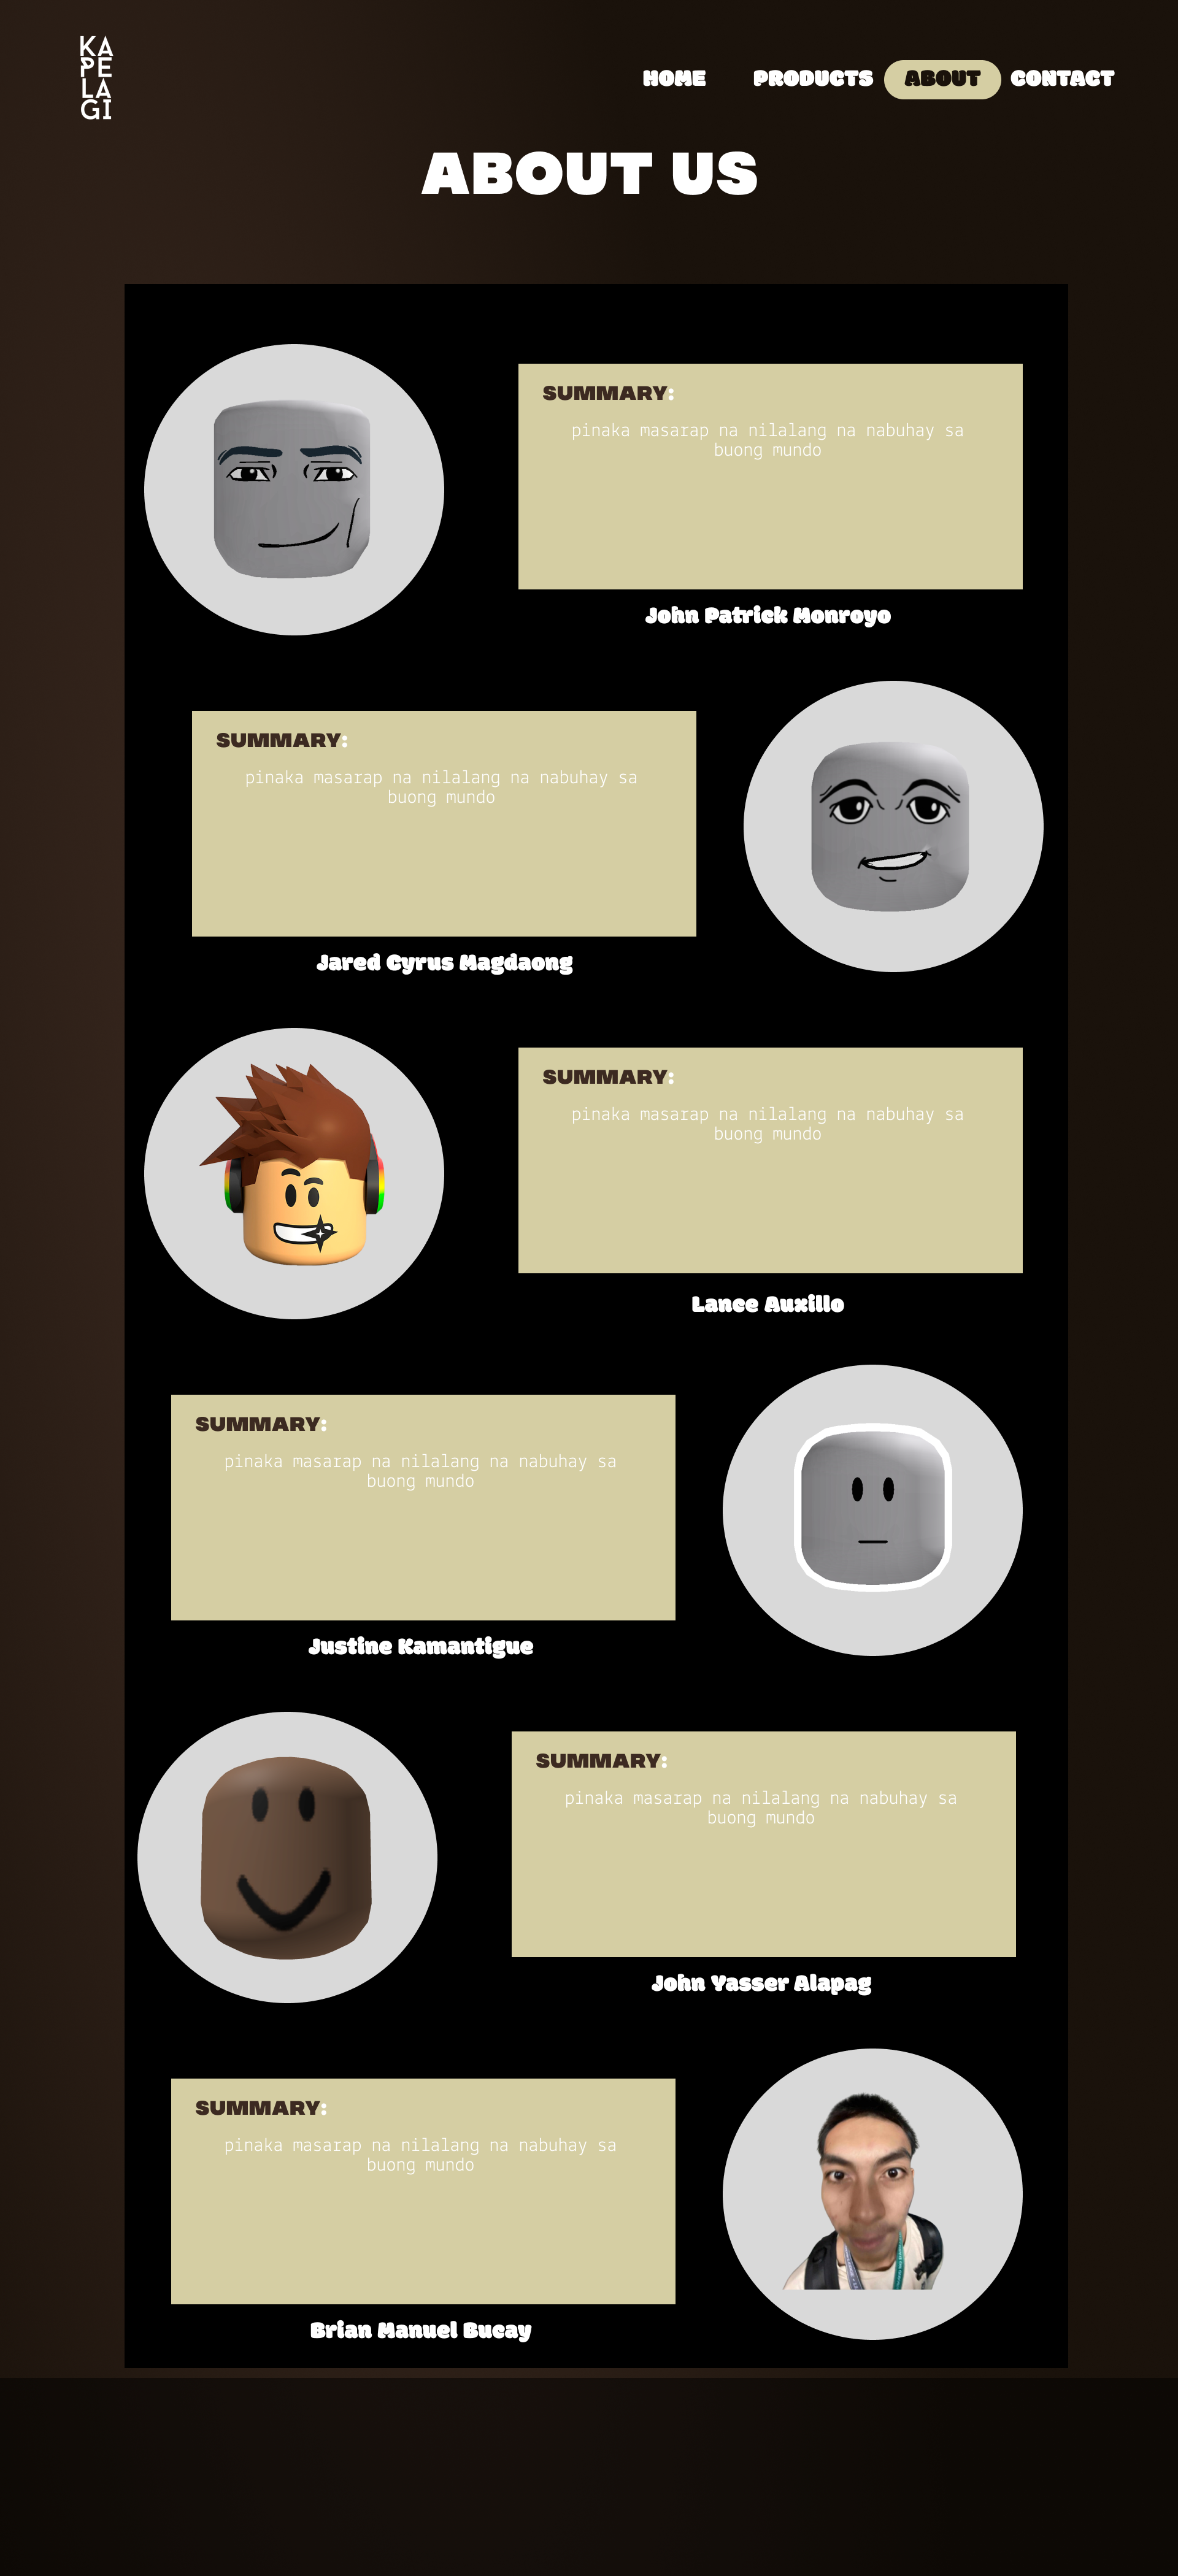 KA
PE
LA
GI
HOME PRODUCTS ABOUT CONTACT
ABOUT US
SUMMARY:
pinaka masarap na nilalang na nabuhay sa
buong mundo
John Patrick Monroyo
SUMMARY:
pinaka masarap na nilalang na nabuhay sa
buong mundo
Jared Cyrus Magdaong
SUMMARY:
pinaka masarap na nilalang na nabuhay sa
buong mundo
Lance Auxillo
SUMMARY:
pinaka masarap na nilalang na nabuhay sa
buong mundo
Justine Kamantigue
SUMMARY:
pinaka masarap na nilalang na nabuhay sa
buong mundo
John Yasser Alapag
SUMMARY:
pinaka masarap na nilalang na nabuhay sa
buong mundo
Brian Manuel Bucay